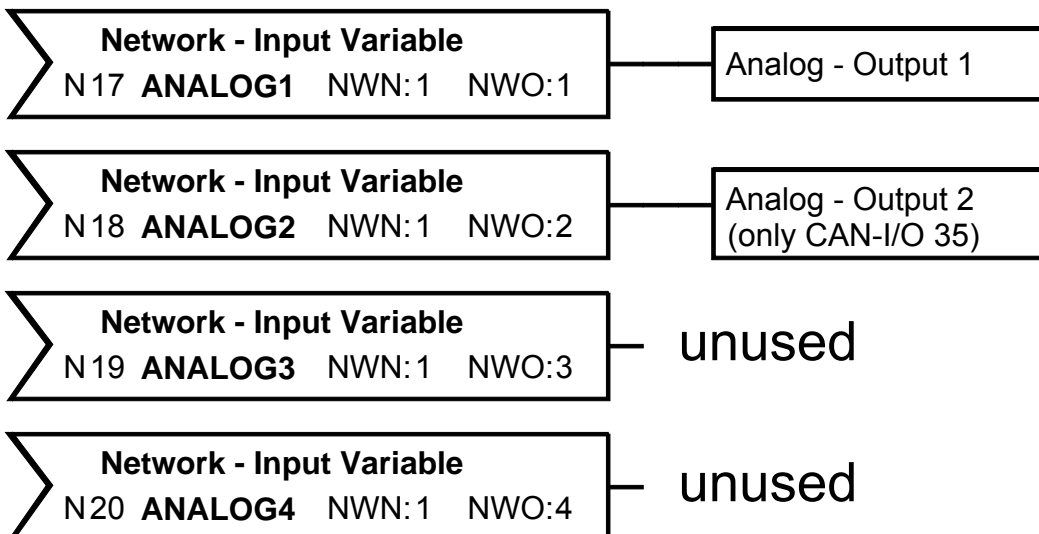 Network - Input Variable
N17 ANALOG1 NWN:1 NWO:1
Analog - Output 1
Network - Input Variable
N18 ANALOG2 NWN:1 NWO:2
Analog - Output 2
(only CAN-I/O 35)
Network - Input Variable
N19 ANALOG3 NWN:1 NWO:3
unused
Network - Input Variable
N20 ANALOG4 NWN:1 NWO:4
unused